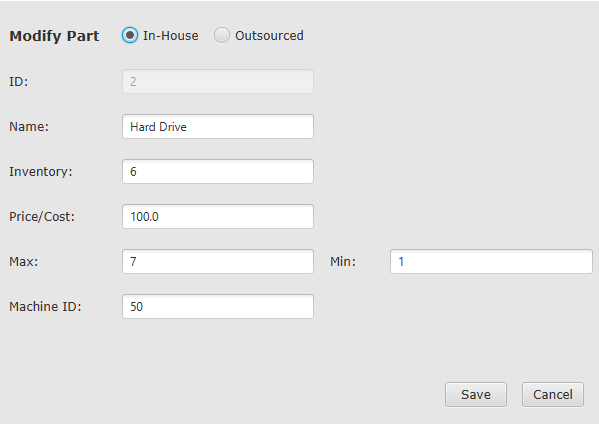 Modify Part In-House Outsourced
ID: 2
Name: Hard Drive
Inventory: 6
Price/Cost: 100.0
Max: 7 Min: 1
Machine ID: 50
Save Cancel